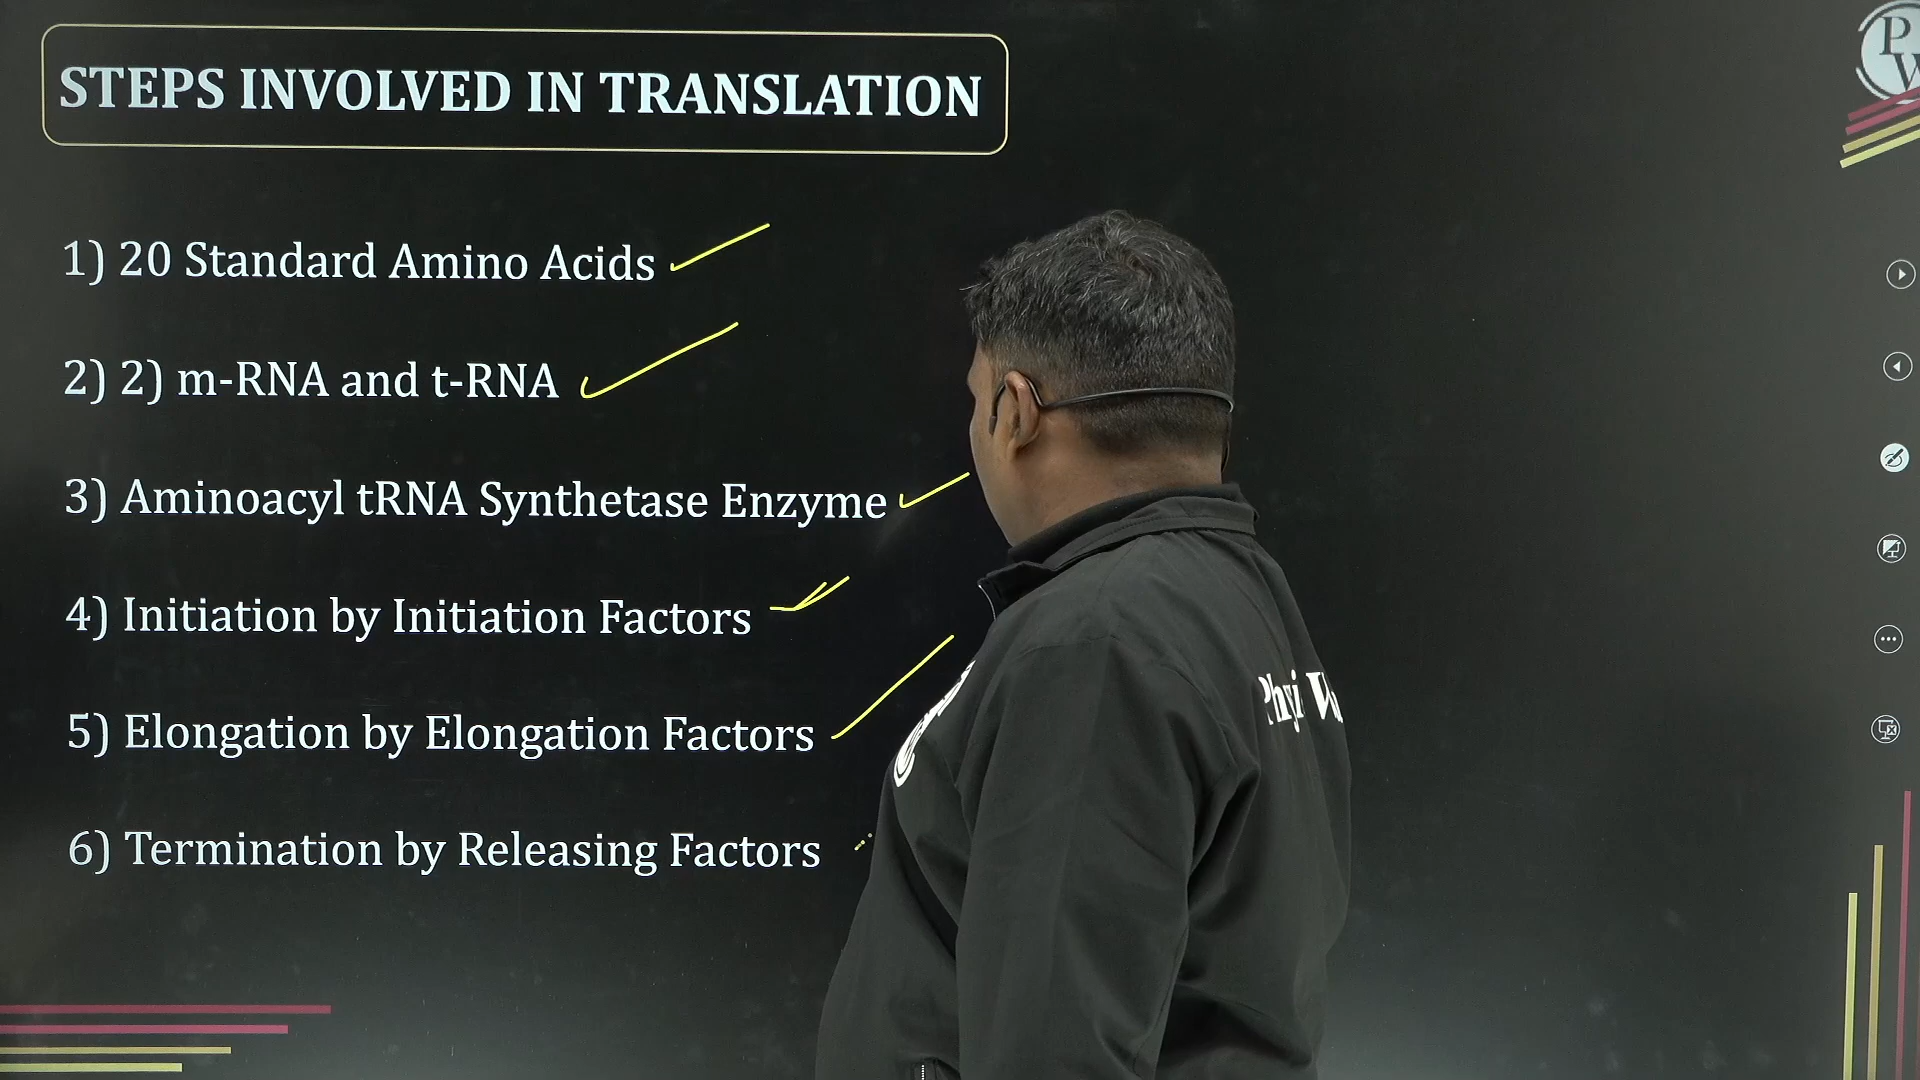 STEPS INVOLVED IN TRANSLATION
1) 20 Standard Amino Acids
2) 2) m-RNA and t-RNA
3) Aminoacyl tRNA Synthetase Enzyme
4) Initiation by Initiation Factors
5) Elongation by Elongation Factors
6) Termination by Releasing Factors
P
W